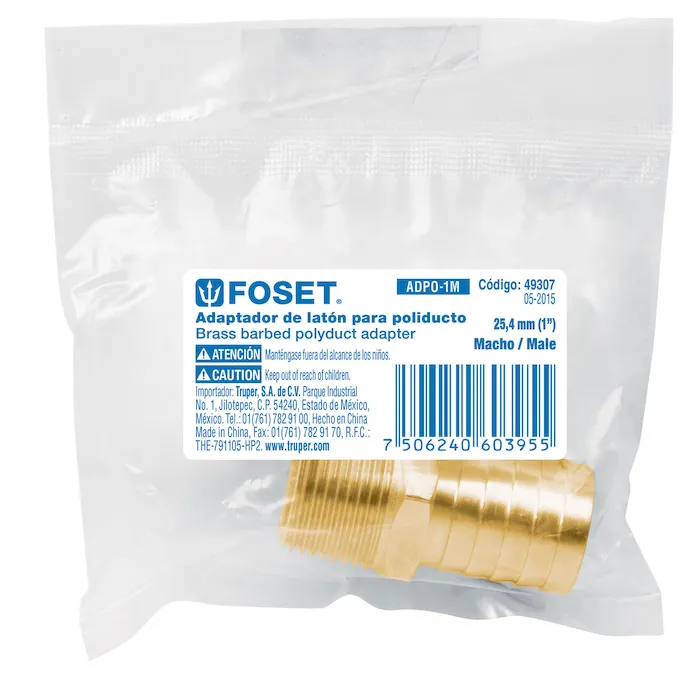 FOSET®
ADPO-1M
Código: 49307
05-2015
Adaptador de latón para poliducto
Brass barbed polyduct adapter
25,4 mm (1")
Macho / Male
ATENCIÓN Manténgase fuera del alcance de los niños.
CAUTION Keep out of reach of children.
Importador: Truper, S.A. de C.V. Parque Industrial
No. 1, Jilotepec, C.P. 54240, Estado de México,
México. Tel.: 01(761) 782 91 00, Hecho en China
Made in China, Fax: 01(761) 782 91 70, R.F.C.:
THE-791105-HP2. www.truper.com
7 506240 603955